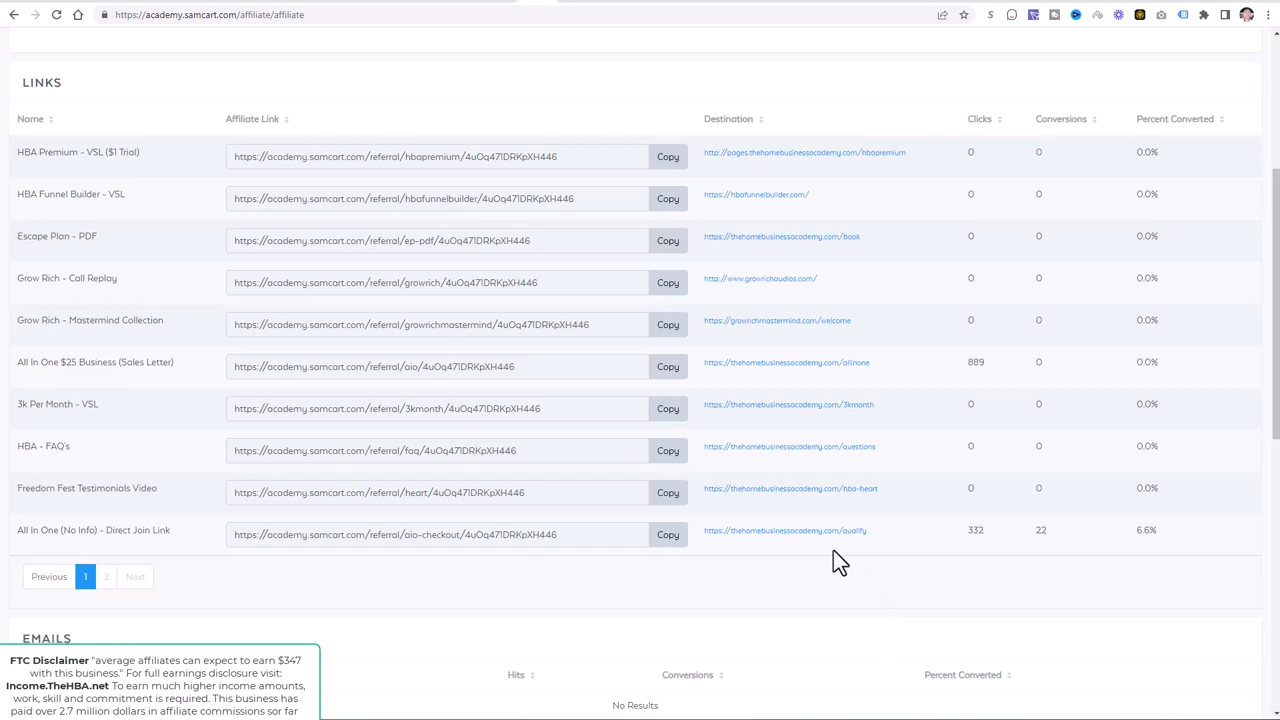 https://academy.samcart.com/affiliate/affiliate
LINKS
Name Affiliate Link Destination Clicks Conversions Percent Converted
HBA Premium - VSL ($1 Trial) https://academy.samcart.com/referral/hbapremium/4uOq471DRKpXH446 Copy http://pages.thehomebusinessacademy.com/hbapremium 0 0 0.0%
HBA Funnel Builder - VSL https://academy.samcart.com/referral/hbafunnelbuilder/4uOq471DRKpXH446 Copy https://hbafunnelbuilder.com/ 0 0 0.0%
Escape Plan - PDF https://academy.samcart.com/referral/ep-pdf/4uOq471DRKpXH446 Copy https://thehomebusinessacademy.com/book 0 0 0.0%
Grow Rich - Call Replay https://academy.samcart.com/referral/growrich/4uOq471DRKpXH446 Copy http://www.growrichaudios.com/ 0 0 0.0%
Grow Rich - Mastermind Collection https://academy.samcart.com/referral/growrichmastermind/4uOq471DRKpXH446 Copy https://growrichmastermind.com/welcome 0 0 0.0%
All In One $25 Business (Sales Letter) https://academy.samcart.com/referral/aio/4uOq471DRKpXH446 Copy https://thehomebusinessacademy.com/allinone 889 0 0.0%
3k Per Month - VSL https://academy.samcart.com/referral/3kmonth/4uOq471DRKpXH446 Copy https://thehomebusinessacademy.com/3kmonth 0 0 0.0%
HBA - FAQ's https://academy.samcart.com/referral/faq/4uOq471DRKpXH446 Copy https://thehomebusinessacademy.com/questions 0 0 0.0%
Freedom Fest Testimonials Video https://academy.samcart.com/referral/heart/4uOq471DRKpXH446 Copy https://thehomebusinessacademy.com/hba-heart 0 0 0.0%
All In One (No Info) - Direct Join Link https://academy.samcart.com/referral/aio-checkout/4uOq471DRKpXH446 Copy https://thehomebusinessacademy.com/qualify 332 22 6.6%
Previous 1 2 Next
EMAILS
Hits Conversions Percent Converted
No Results
FTC Disclaimer "average affiliates can expect to earn $347
with this business." For full earnings disclosure visit:
Income.TheHBA.net To earn much higher income amounts,
work, skill and commitment is required. This business has
paid over 2.7 million dollars in affiliate commissions sor far